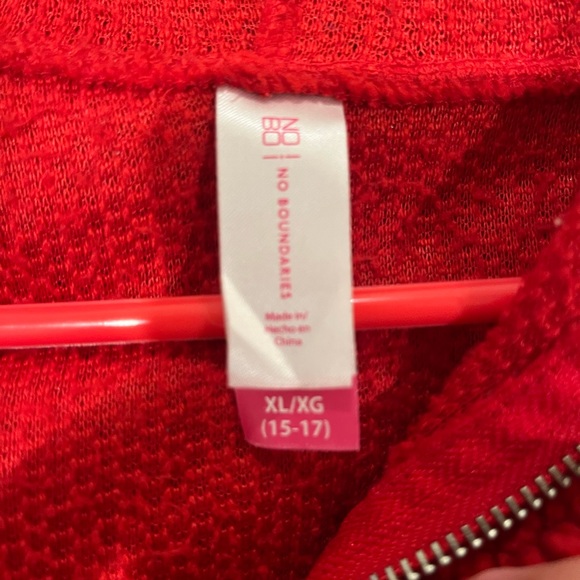 NO
BO
NO BOUNDARIES
Made in/
Hecho en
China
XL/XG
(15-17)